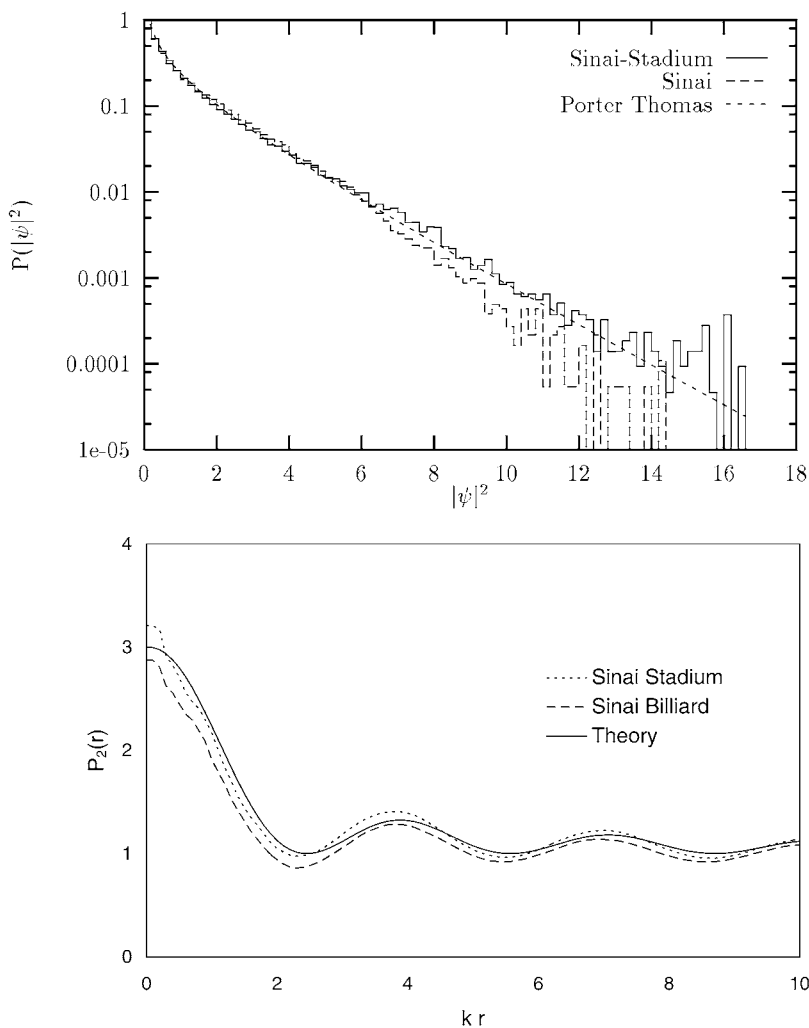 1
0.1
0.01
0.001
0.0001
1e-05
P(|ψ|²)
Sinai-Stadium
Sinai
Porter Thomas
0 2 4 6 8 10 12 14 16 18
|ψ|²
4
3
2
1
0
P₂(r)
Sinai Stadium
Sinai Billiard
Theory
0 2 4 6 8 10
k r